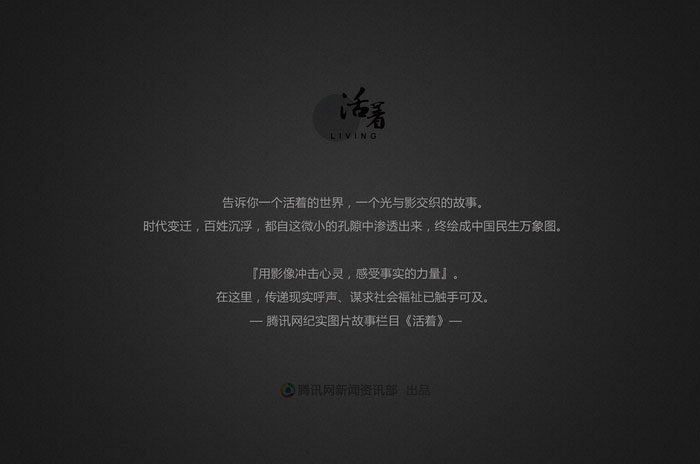 活着
LIVING
告诉你一个活着的世界，一个光与影交织的故事。
时代变迁，百姓沉浮，都自这微小的孔隙中渗透出来，终绘成中国民生万象图。
『用影像冲击心灵，感受事实的力量』。
在这里，传递现实呼声、谋求社会福祉已触手可及。
— 腾讯网纪实图片故事栏目《活着》—
腾讯网新闻资讯部 出品